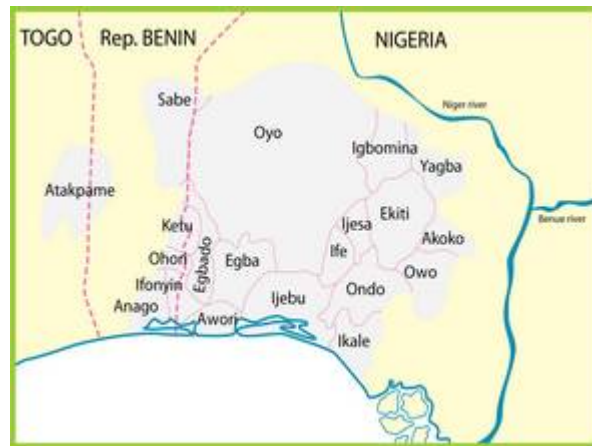 TOGO
Rep. BENIN
NIGERIA
Sabe
Niger river
Oyo
Igbomina
Yagba
Atakpame
Ekiti
Ketu
Ijesa
Benue river
Akoko
Ohori
Egbado
Egba
Ife
Owo
Ifonyin
Ijebu
Ondo
Anago
Awori
Ikale